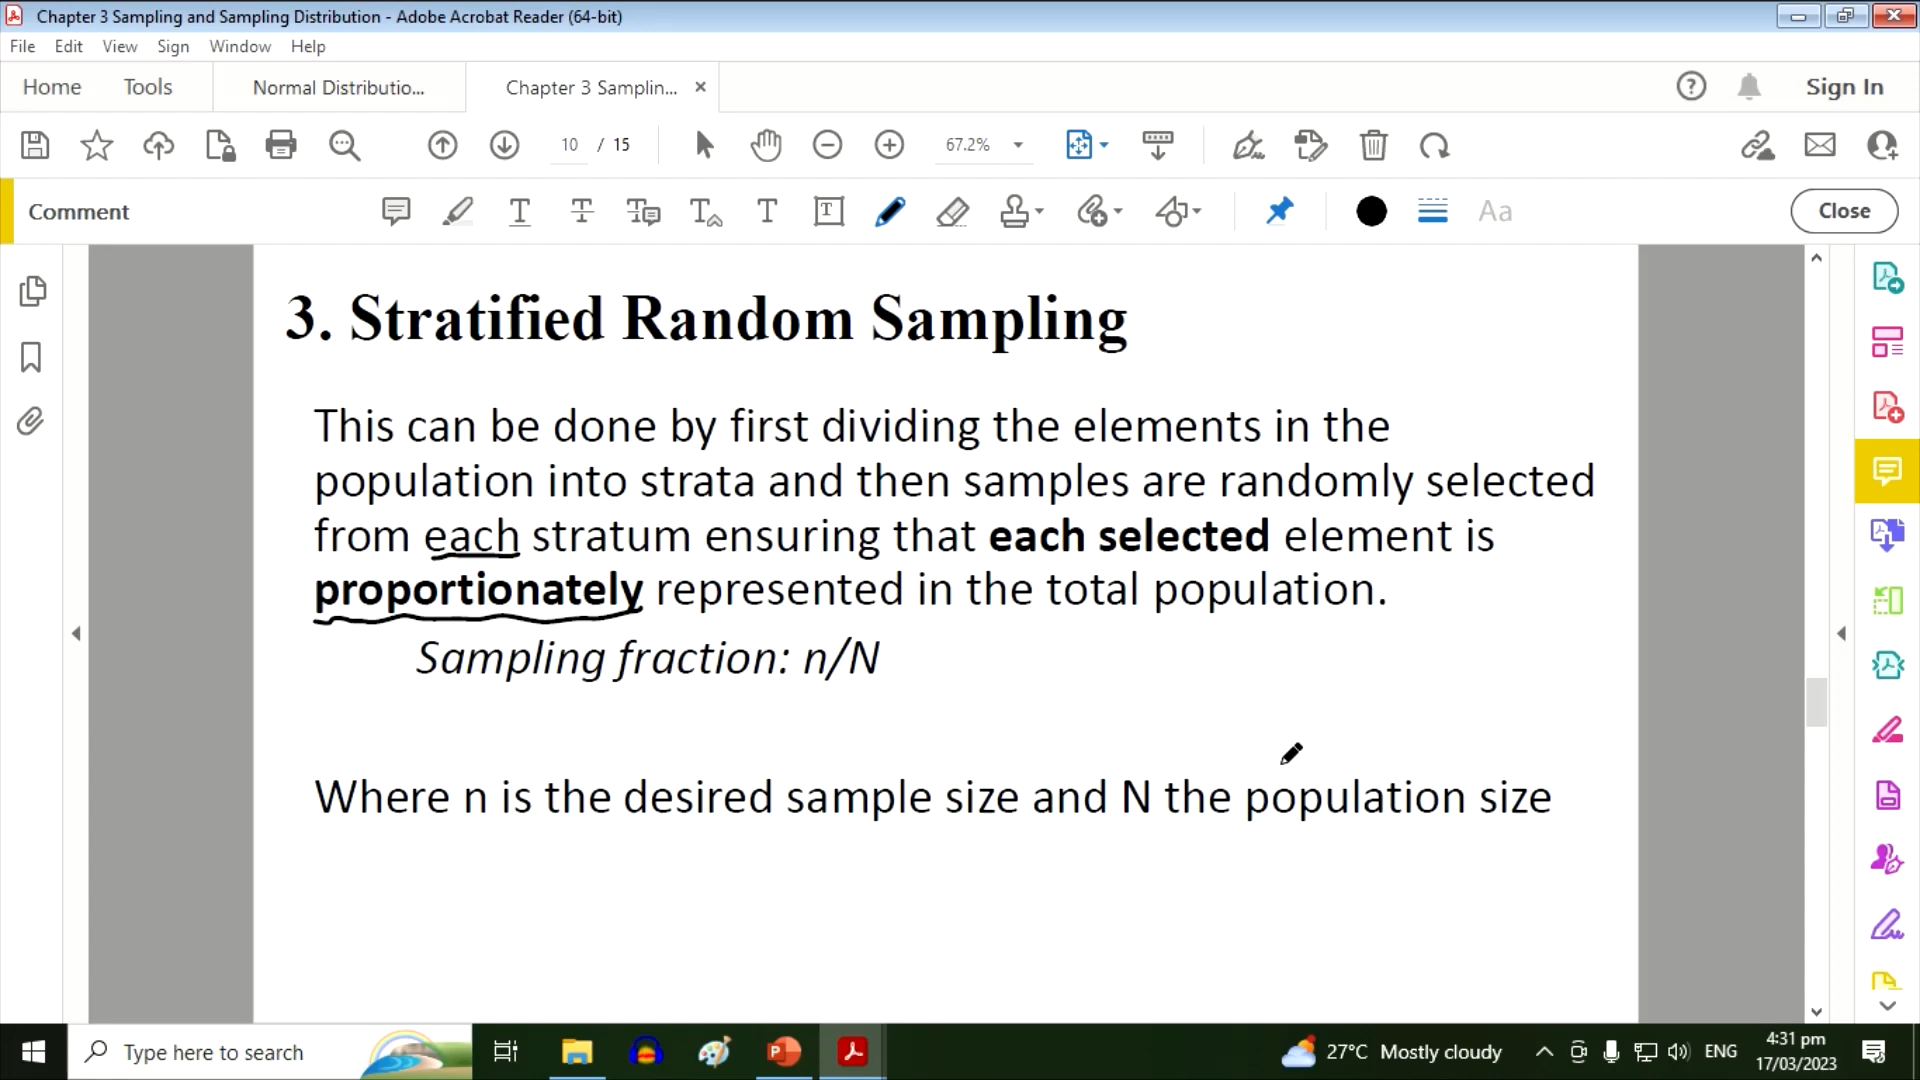 Chapter 3 Sampling and Sampling Distribution - Adobe Acrobat Reader (64-bit)
File Edit View Sign Window Help
Home Tools Normal Distributio... Chapter 3 Samplin... Sign In
10 / 15 67.2%
Comment Aa Close
3. Stratified Random Sampling
This can be done by first dividing the elements in the
population into strata and then samples are randomly selected
from each stratum ensuring that each selected element is
proportionately represented in the total population.
Sampling fraction: n/N
Where n is the desired sample size and N the population size
Type here to search 27°C Mostly cloudy ENG 4:31 pm
17/03/2023